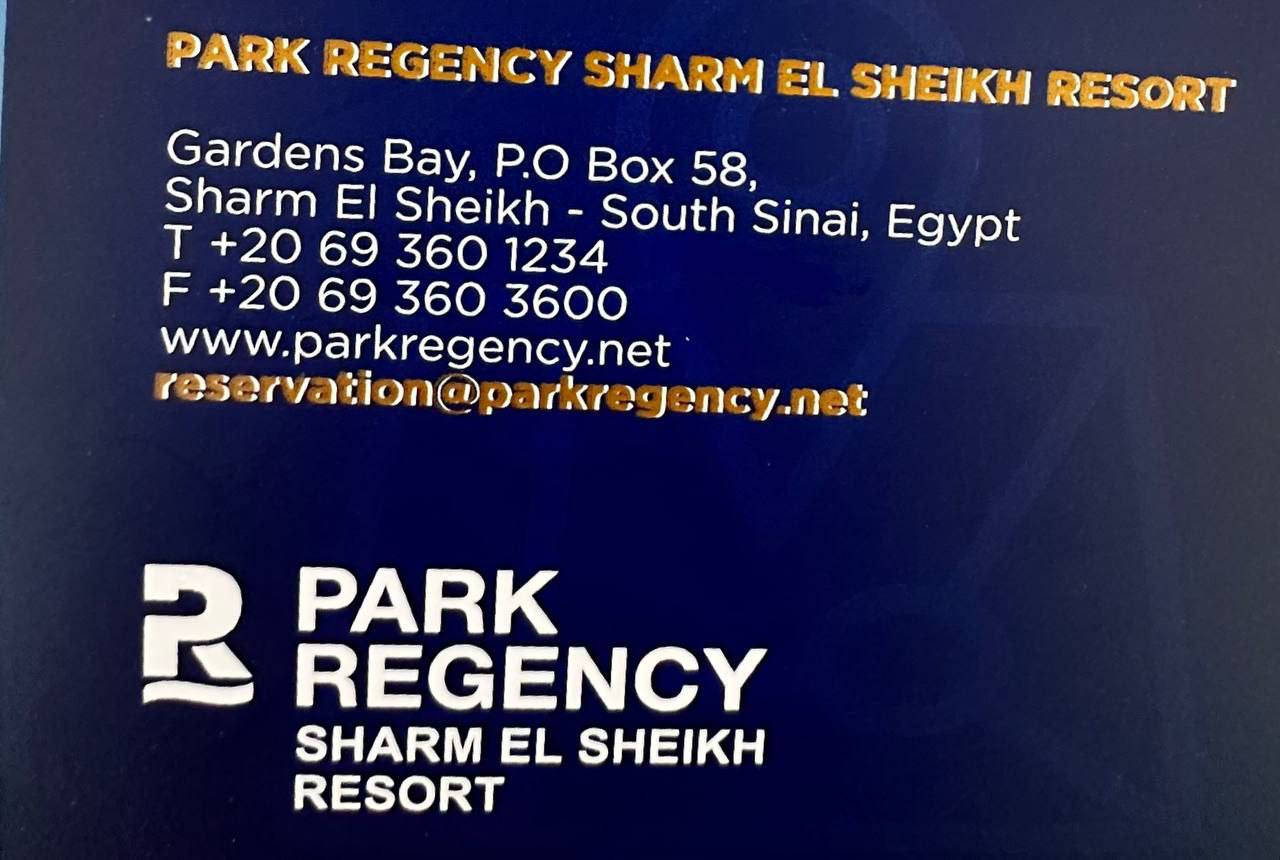 PARK REGENCY SHARM EL SHEIKH RESORT
Gardens Bay, P.O Box 58,
Sharm El Sheikh - South Sinai, Egypt
T +20 69 360 1234
F +20 69 360 3600
www.parkregency.net
reservation@parkregency.net
PARK
REGENCY
SHARM EL SHEIKH
RESORT